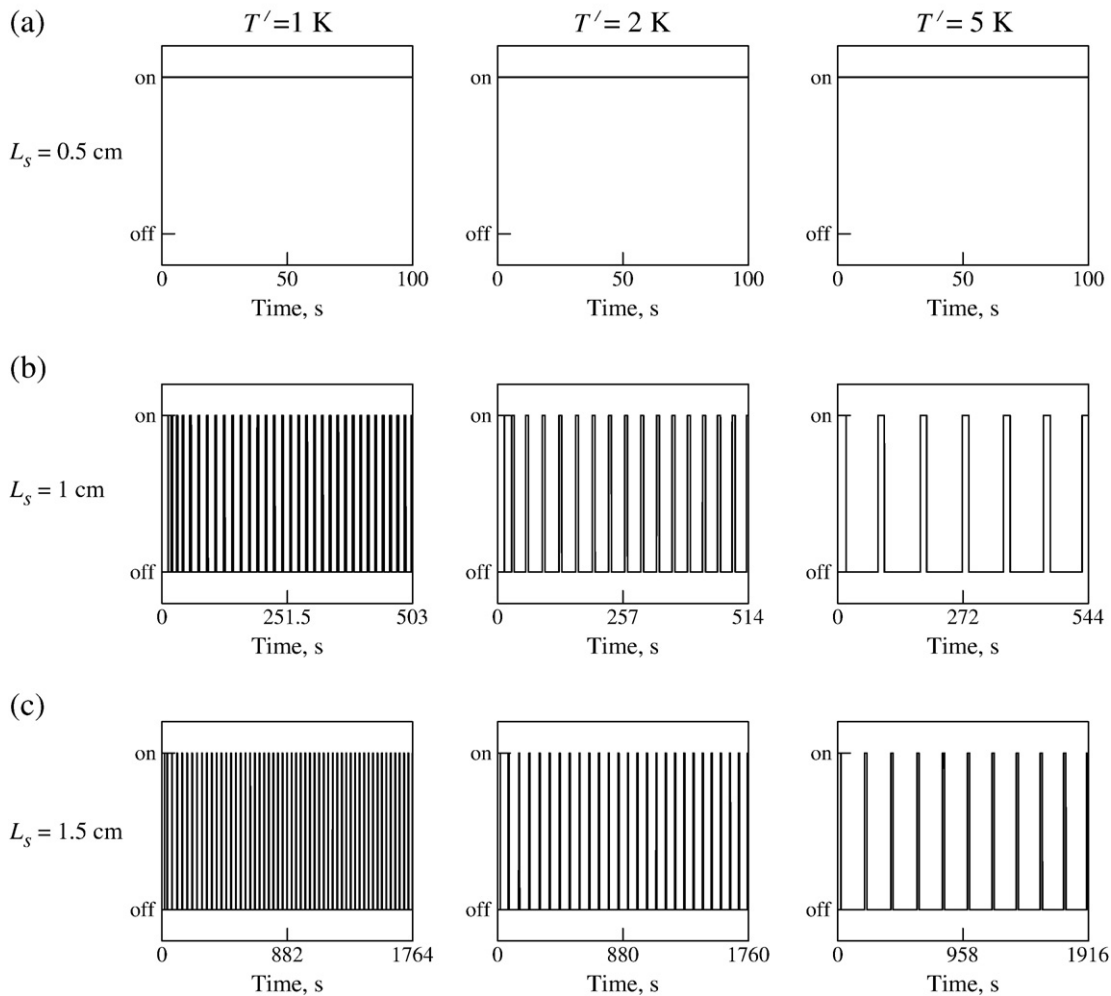 (a)
T′=1 K T′=2 K T′=5 K
on on on
L_s = 0.5 cm
off off off
0 50 100 0 50 100 0 50 100
Time, s Time, s Time, s
(b)
on on on
L_s = 1 cm
off off off
0 251.5 503 0 257 514 0 272 544
Time, s Time, s Time, s
(c)
on on on
L_s = 1.5 cm
off off off
0 882 1764 0 880 1760 0 958 1916
Time, s Time, s Time, s